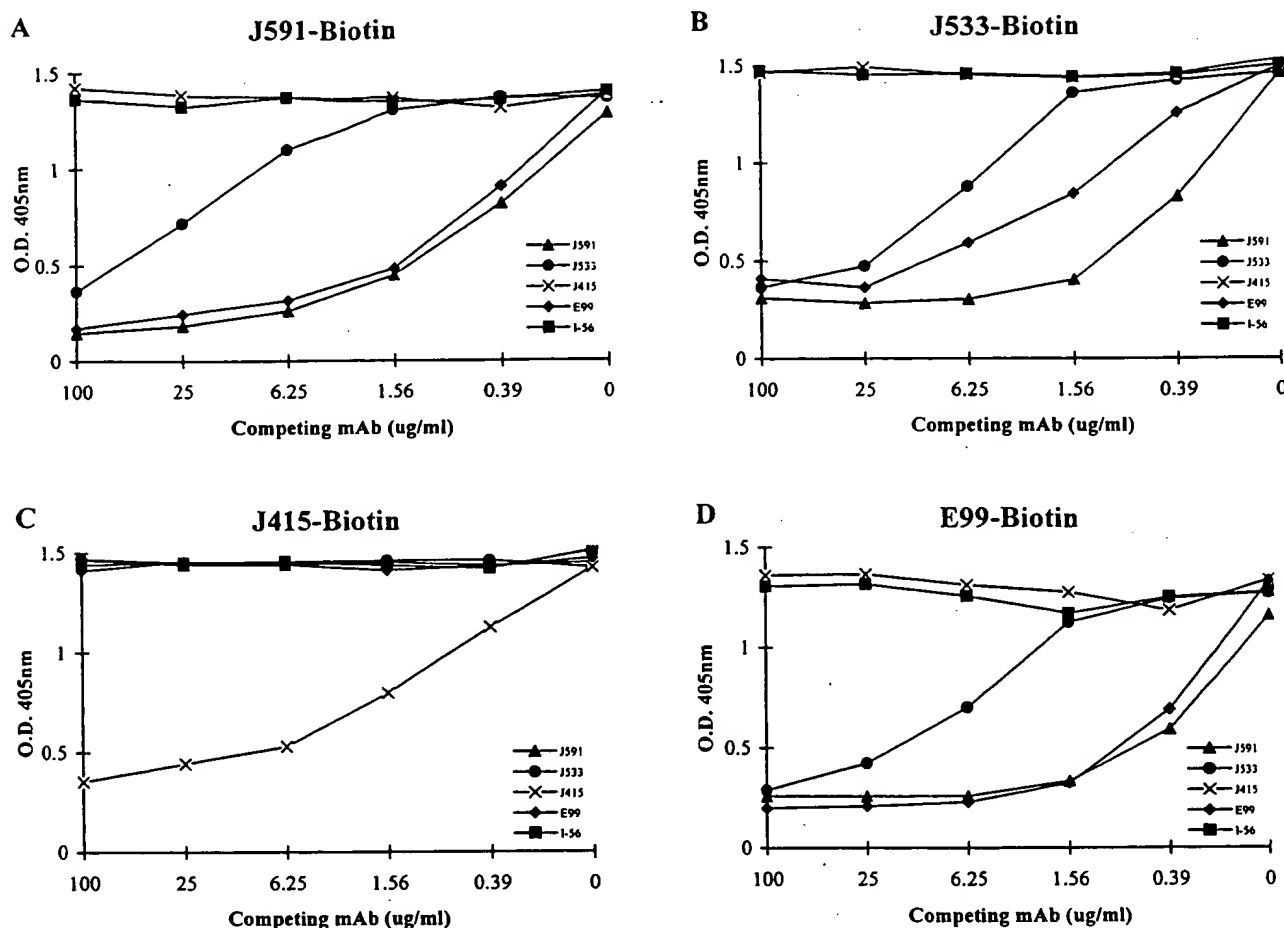 A
J591-Biotin
1.5
1
0.5
0
O.D. 405nm
100 25 6.25 1.56 0.39 0
Competing mAb (ug/ml)
J591
J533
J415
E99
I-56
B
J533-Biotin
1.5
1
0.5
0
O.D. 405nm
100 25 6.25 1.56 0.39 0
Competing mAb (ug/ml)
J591
J533
J415
E99
I-56
C
J415-Biotin
1.5
1
0.5
0
O.D. 405nm
100 25 6.25 1.56 0.39 0
Competing mAb (ug/ml)
J591
J533
J415
E99
I-56
D
E99-Biotin
1.5
1
0.5
0
O.D. 405nm
100 25 6.25 1.56 0.39 0
Competing mAb (ug/ml)
J591
J533
J415
E99
I-56